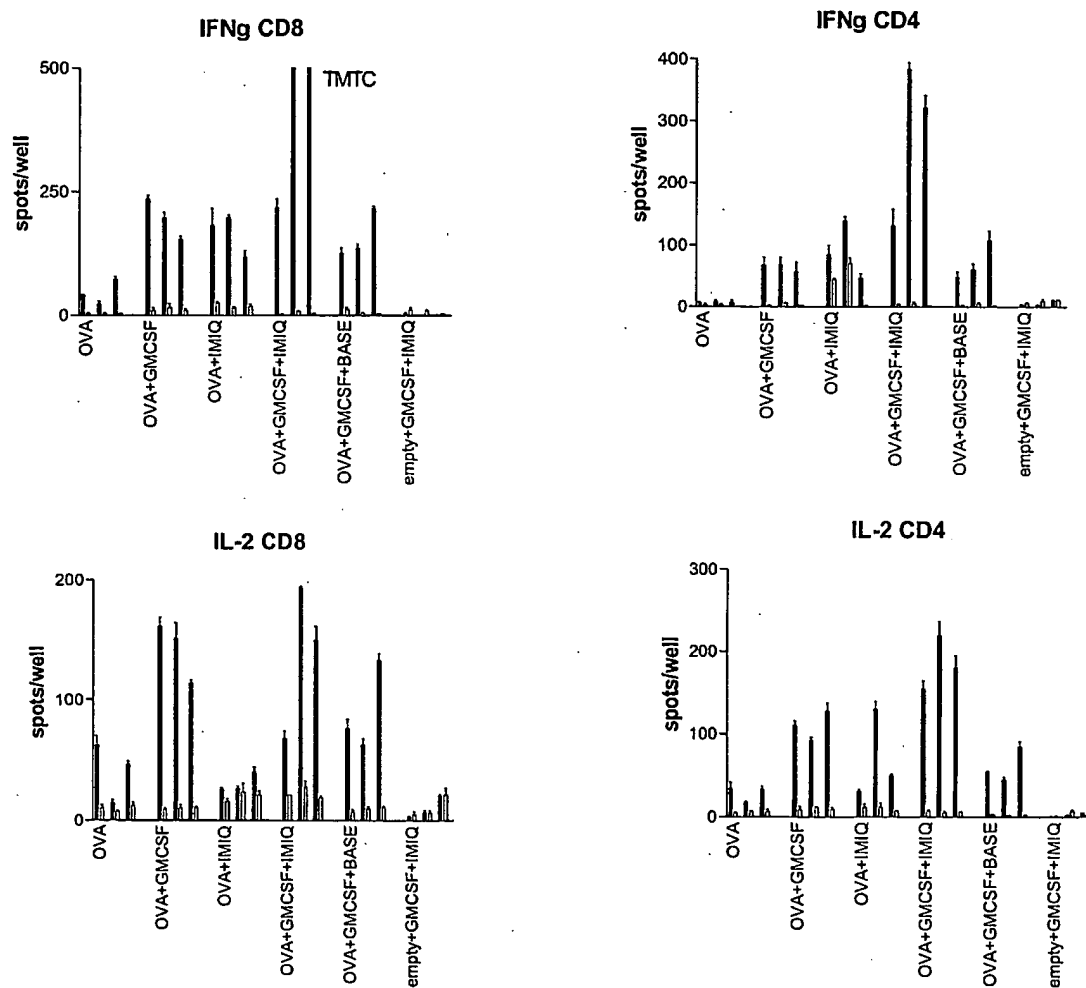 IFNg CD8
500
TMTC
250
0
spots/well
OVA
OVA+GMCSF
OVA+IMIQ
OVA+GMCSF+IMIQ
OVA+GMCSF+BASE
empty+GMCSF+IMIQ
IFNg CD4
400
300
200
100
0
spots/well
OVA
OVA+GMCSF
OVA+IMIQ
OVA+GMCSF+IMIQ
OVA+GMCSF+BASE
empty+GMCSF+IMIQ
IL-2 CD8
200
100
0
spots/well
OVA
OVA+GMCSF
OVA+IMIQ
OVA+GMCSF+IMIQ
OVA+GMCSF+BASE
empty+GMCSF+IMIQ
IL-2 CD4
300
200
100
0
spots/well
OVA
OVA+GMCSF
OVA+IMIQ
OVA+GMCSF+IMIQ
OVA+GMCSF+BASE
empty+GMCSF+IMIQ